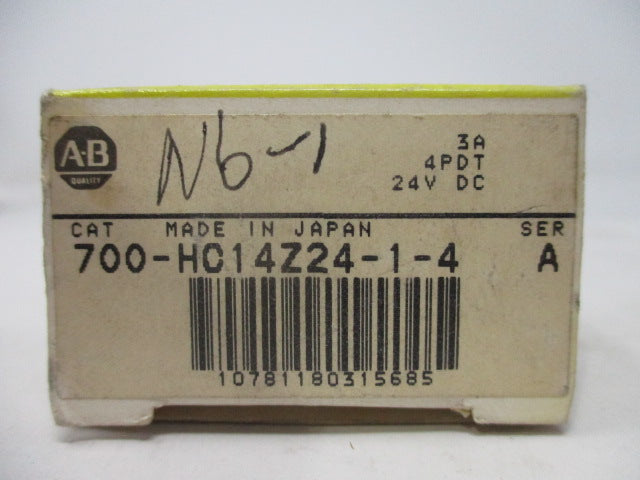 A-B
QUALITY
N6-1
3A
4PDT
24V DC
CAT MADE IN JAPAN SER
700-HC14Z24-1-4 A
10781180315685